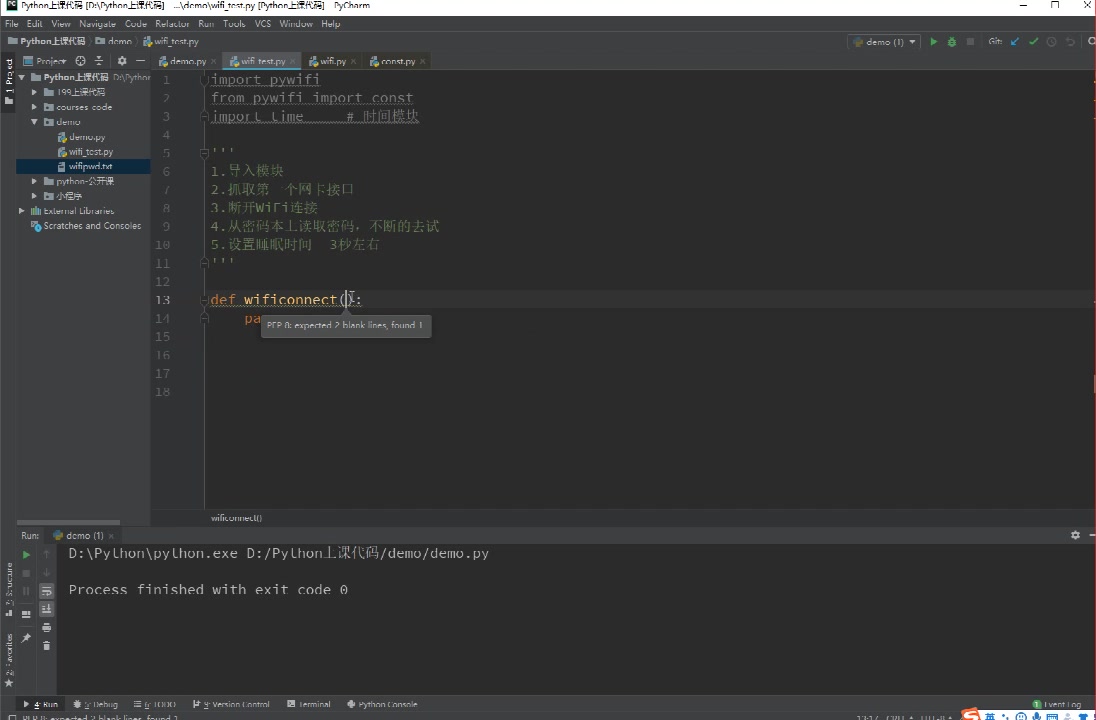 Python上课代码 [D:\Python上课代码] - ...\demo\wifi_test.py [Python上课代码] - PyCharm
File Edit View Navigate Code Refactor Run Tools VCS Window Help
Python上课代码 demo wifi_test.py
demo (1) Git:
Project demo.py wifi_test.py wifi.py const.py
1: Project
Python上课代码 D:\Python
199上课代码
courses_code
demo
demo.py
wifi_test.py
wifipwd.txt
python-公开课
小程序
External Libraries
Scratches and Consoles
1 import pywifi
2 from pywifi import const
3 import time # 时间模块
4
5 '''
6 1.导入模块
7 2.抓取第一个网卡接口
8 3.断开WiFi连接
9 4.从密码本上读取密码，不断的去试
10 5.设置睡眠时间 3秒左右
11 '''
12
13 def wificonnect():
14 pa
PEP 8: expected 2 blank lines, found 1
15
16
17
18
wificonnect()
Run: demo (1)
D:\Python\python.exe D:/Python上课代码/demo/demo.py
Process finished with exit code 0
Structure
2: Favorites
4: Run 5: Debug 6: TODO 9: Version Control Terminal Python Console 1 Event Log
PEP 8: expected 2 blank lines, found 1 13:17 CRLF UTF-8 英